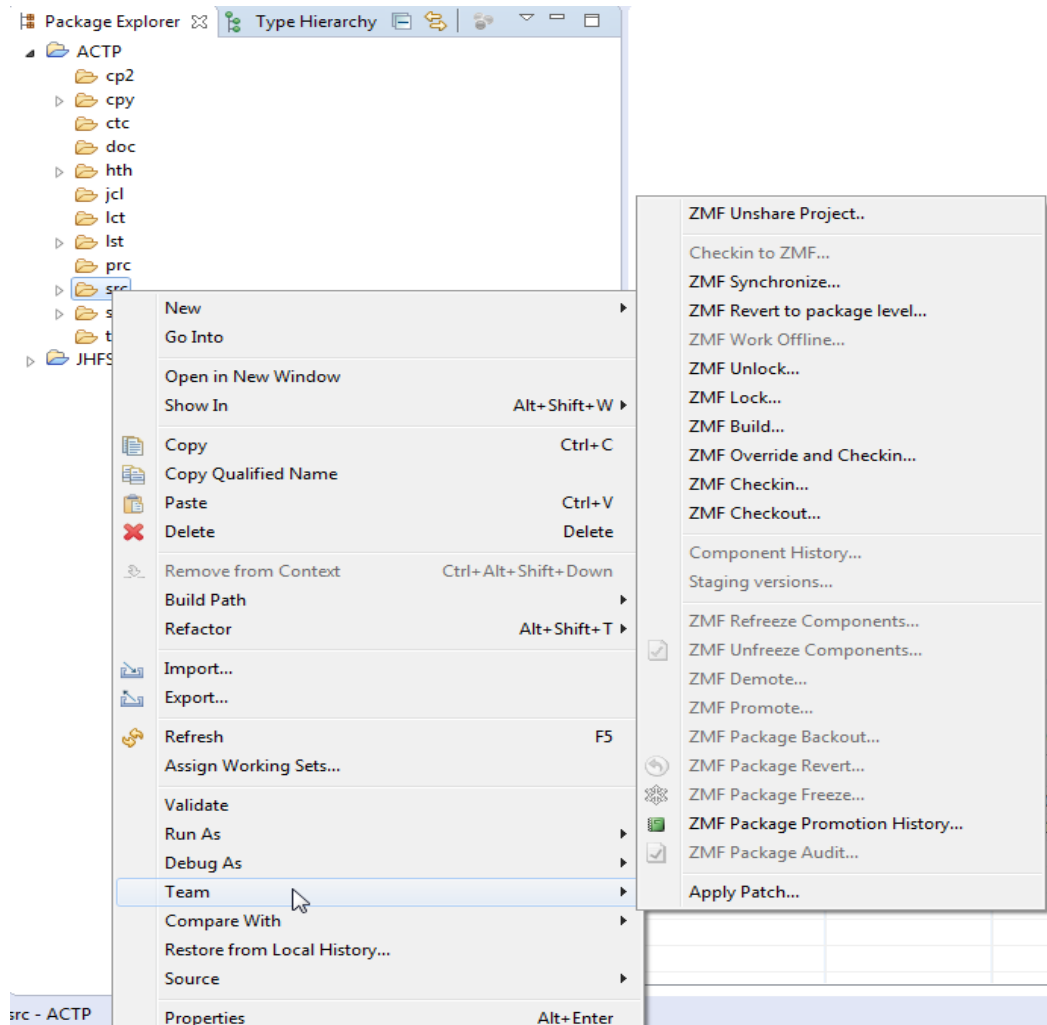 Package Explorer Type Hierarchy
ACTP
cp2
cpy
ctc
doc
hth
jcl
lct
lst
prc
src
s
t
JHFS
New
Go Into
Open in New Window
Show In Alt+Shift+W
Copy Ctrl+C
Copy Qualified Name
Paste Ctrl+V
Delete Delete
Remove from Context Ctrl+Alt+Shift+Down
Build Path
Refactor Alt+Shift+T
Import...
Export...
Refresh F5
Assign Working Sets...
Validate
Run As
Debug As
Team
Compare With
Restore from Local History...
Source
Properties Alt+Enter
ZMF Unshare Project..
Checkin to ZMF...
ZMF Synchronize...
ZMF Revert to package level...
ZMF Work Offline...
ZMF Unlock...
ZMF Lock...
ZMF Build...
ZMF Override and Checkin...
ZMF Checkin...
ZMF Checkout...
Component History...
Staging versions...
ZMF Refreeze Components...
ZMF Unfreeze Components...
ZMF Demote...
ZMF Promote...
ZMF Package Backout...
ZMF Package Revert...
ZMF Package Freeze...
ZMF Package Promotion History...
ZMF Package Audit...
Apply Patch...
src - ACTP